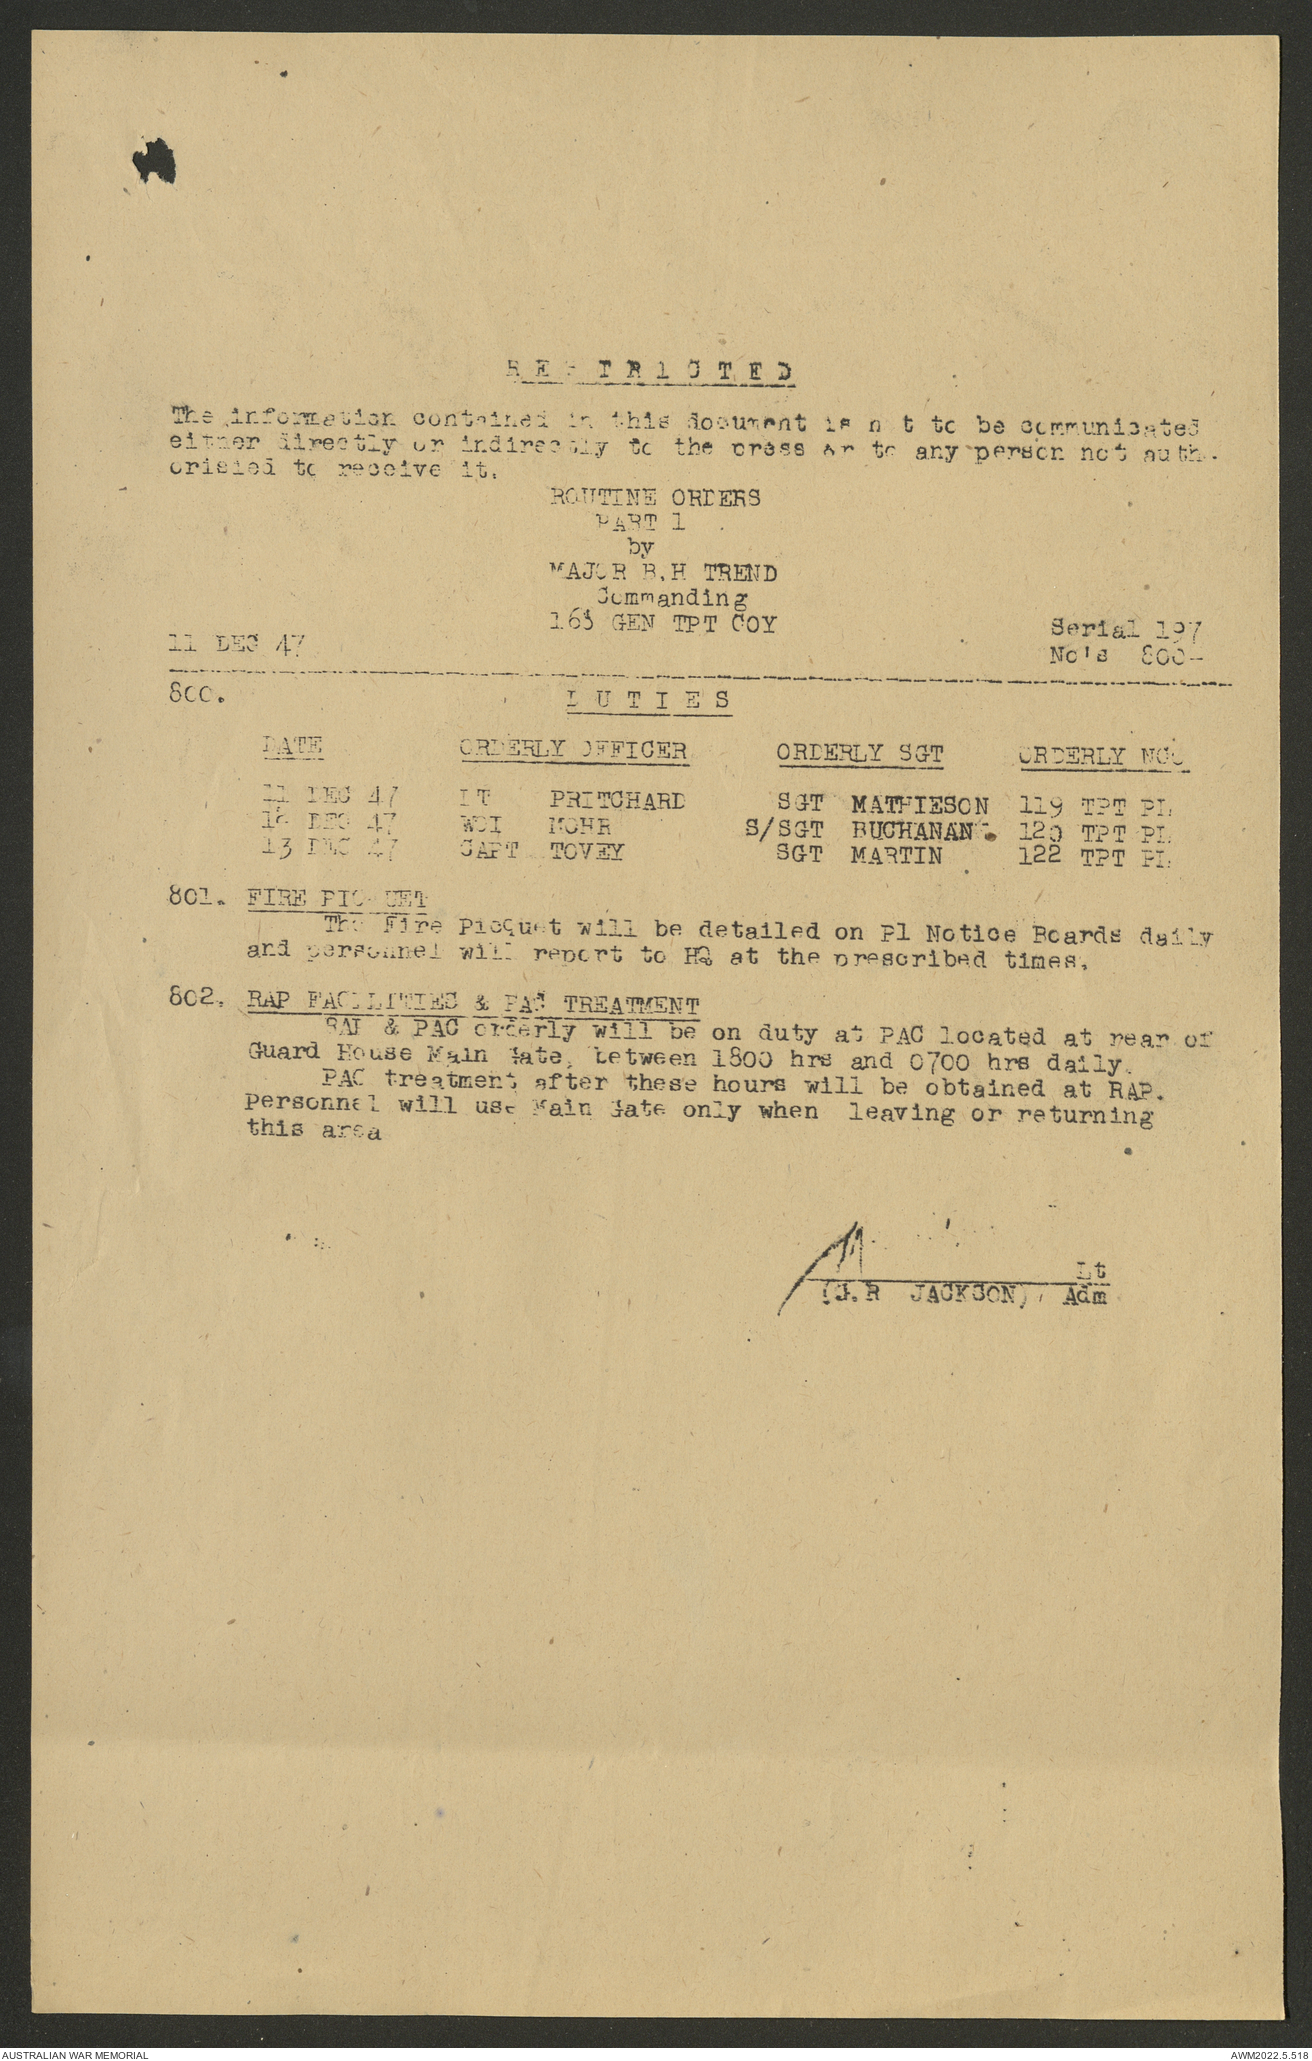 RESTRICTED
The information contained in this document is not to be communicated
either directly or indirectly to the press or to any person not auth-
orisied to receive it.
ROUTINE ORDERS
PART 1
by
MAJOR B.H TREND
Commanding
168 GEN TPT COY
11 DEC 47
Serial 197
No's 800-
800. DUTIES
DATE ORDERLY OFFICER ORDERLY SGT ORDERLY NCO
11 DEC 47 LT PRITCHARD SGT MATHIESON 119 TPT PL
12 DEC 47 WOI MOHR S/SGT BUCHANAN. 120 TPT PL
13 DEC 47 CAPT TOVEY SGT MARTIN 122 TPT PL
801. FIRE PICQUET
The Fire Picquet will be detailed on Pl Notice Boards daily
and personnel will report to HQ at the prescribed times.
802. RAP FACILITIES & PAC TREATMENT
RAP & PAC orderly will be on duty at PAC located at rear of
Guard House Main Gate, between 1800 hrs and 0700 hrs daily.
PAC treatment after these hours will be obtained at RAP.
Personnel will use Main Gate only when leaving or returning
this area
Lt
(G.R JACKSON) Adm
AUSTRALIAN WAR MEMORIAL
AWM2022.5.518